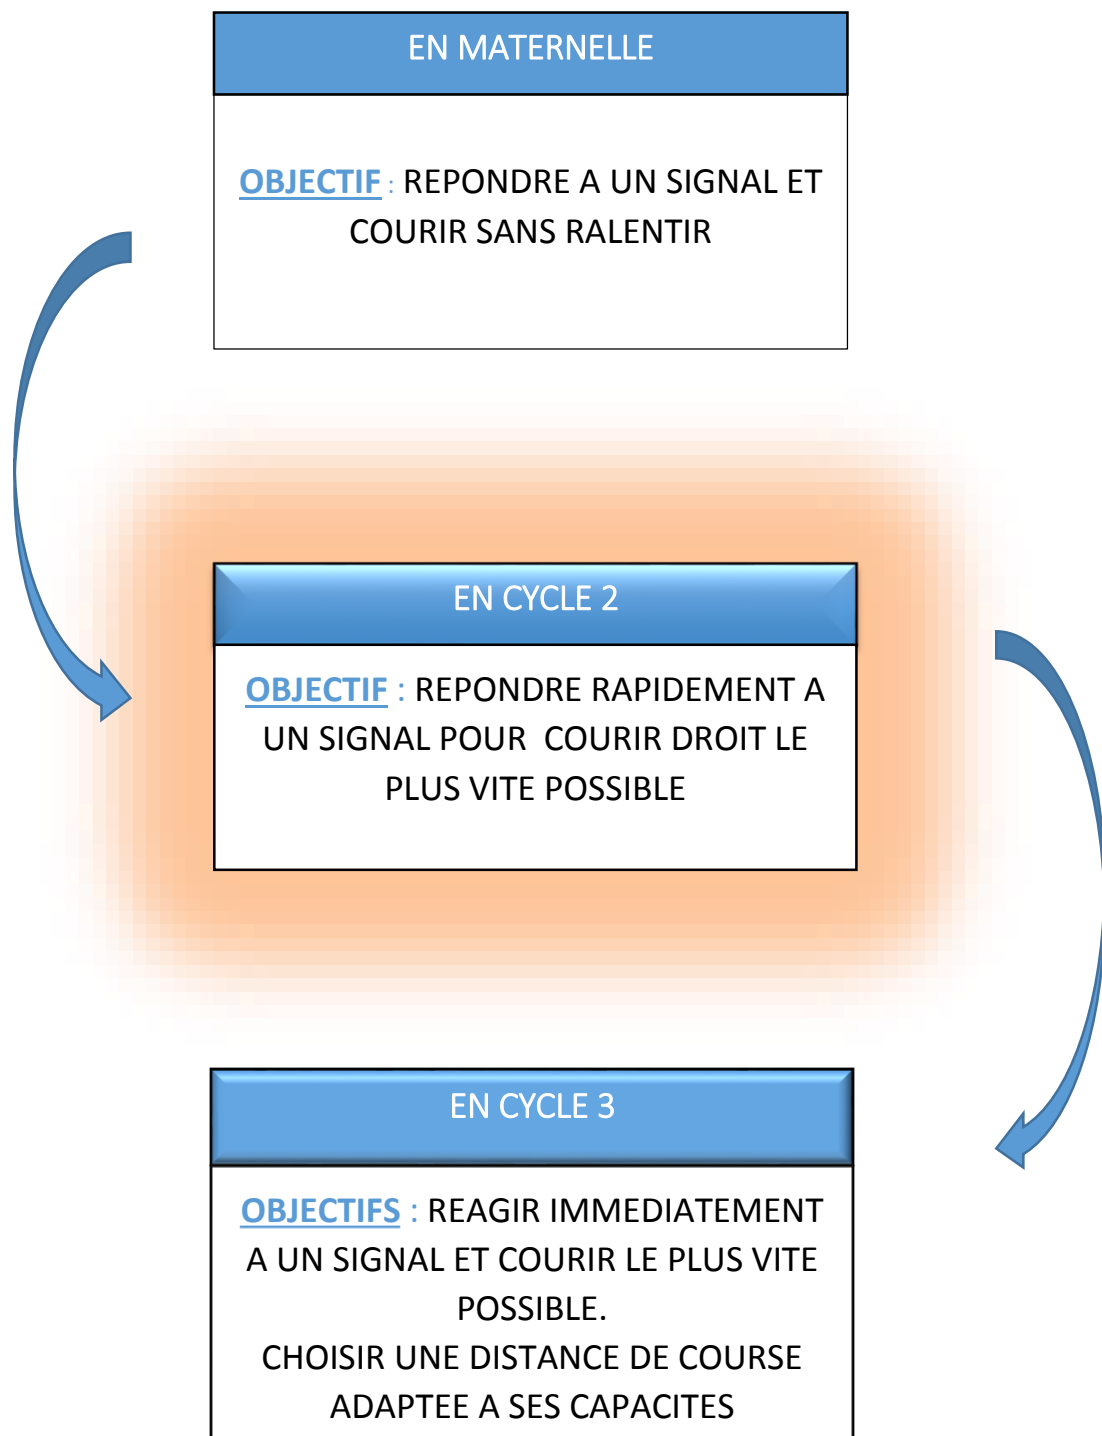 EN MATERNELLE
OBJECTIF : REPONDRE A UN SIGNAL ET
COURIR SANS RALENTIR
EN CYCLE 2
OBJECTIF : REPONDRE RAPIDEMENT A
UN SIGNAL POUR  COURIR DROIT LE
PLUS VITE POSSIBLE
EN CYCLE 3
OBJECTIFS : REAGIR IMMEDIATEMENT
A UN SIGNAL ET COURIR LE PLUS VITE
POSSIBLE.
CHOISIR UNE DISTANCE DE COURSE
ADAPTEE A SES CAPACITES